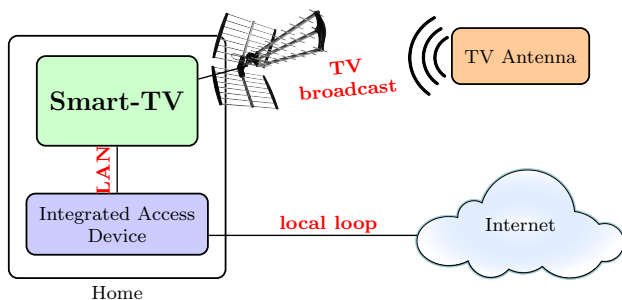 TV
broadcast
TV Antenna
Smart-TV
LAN
Integrated Access
Device
local loop
Internet
Home